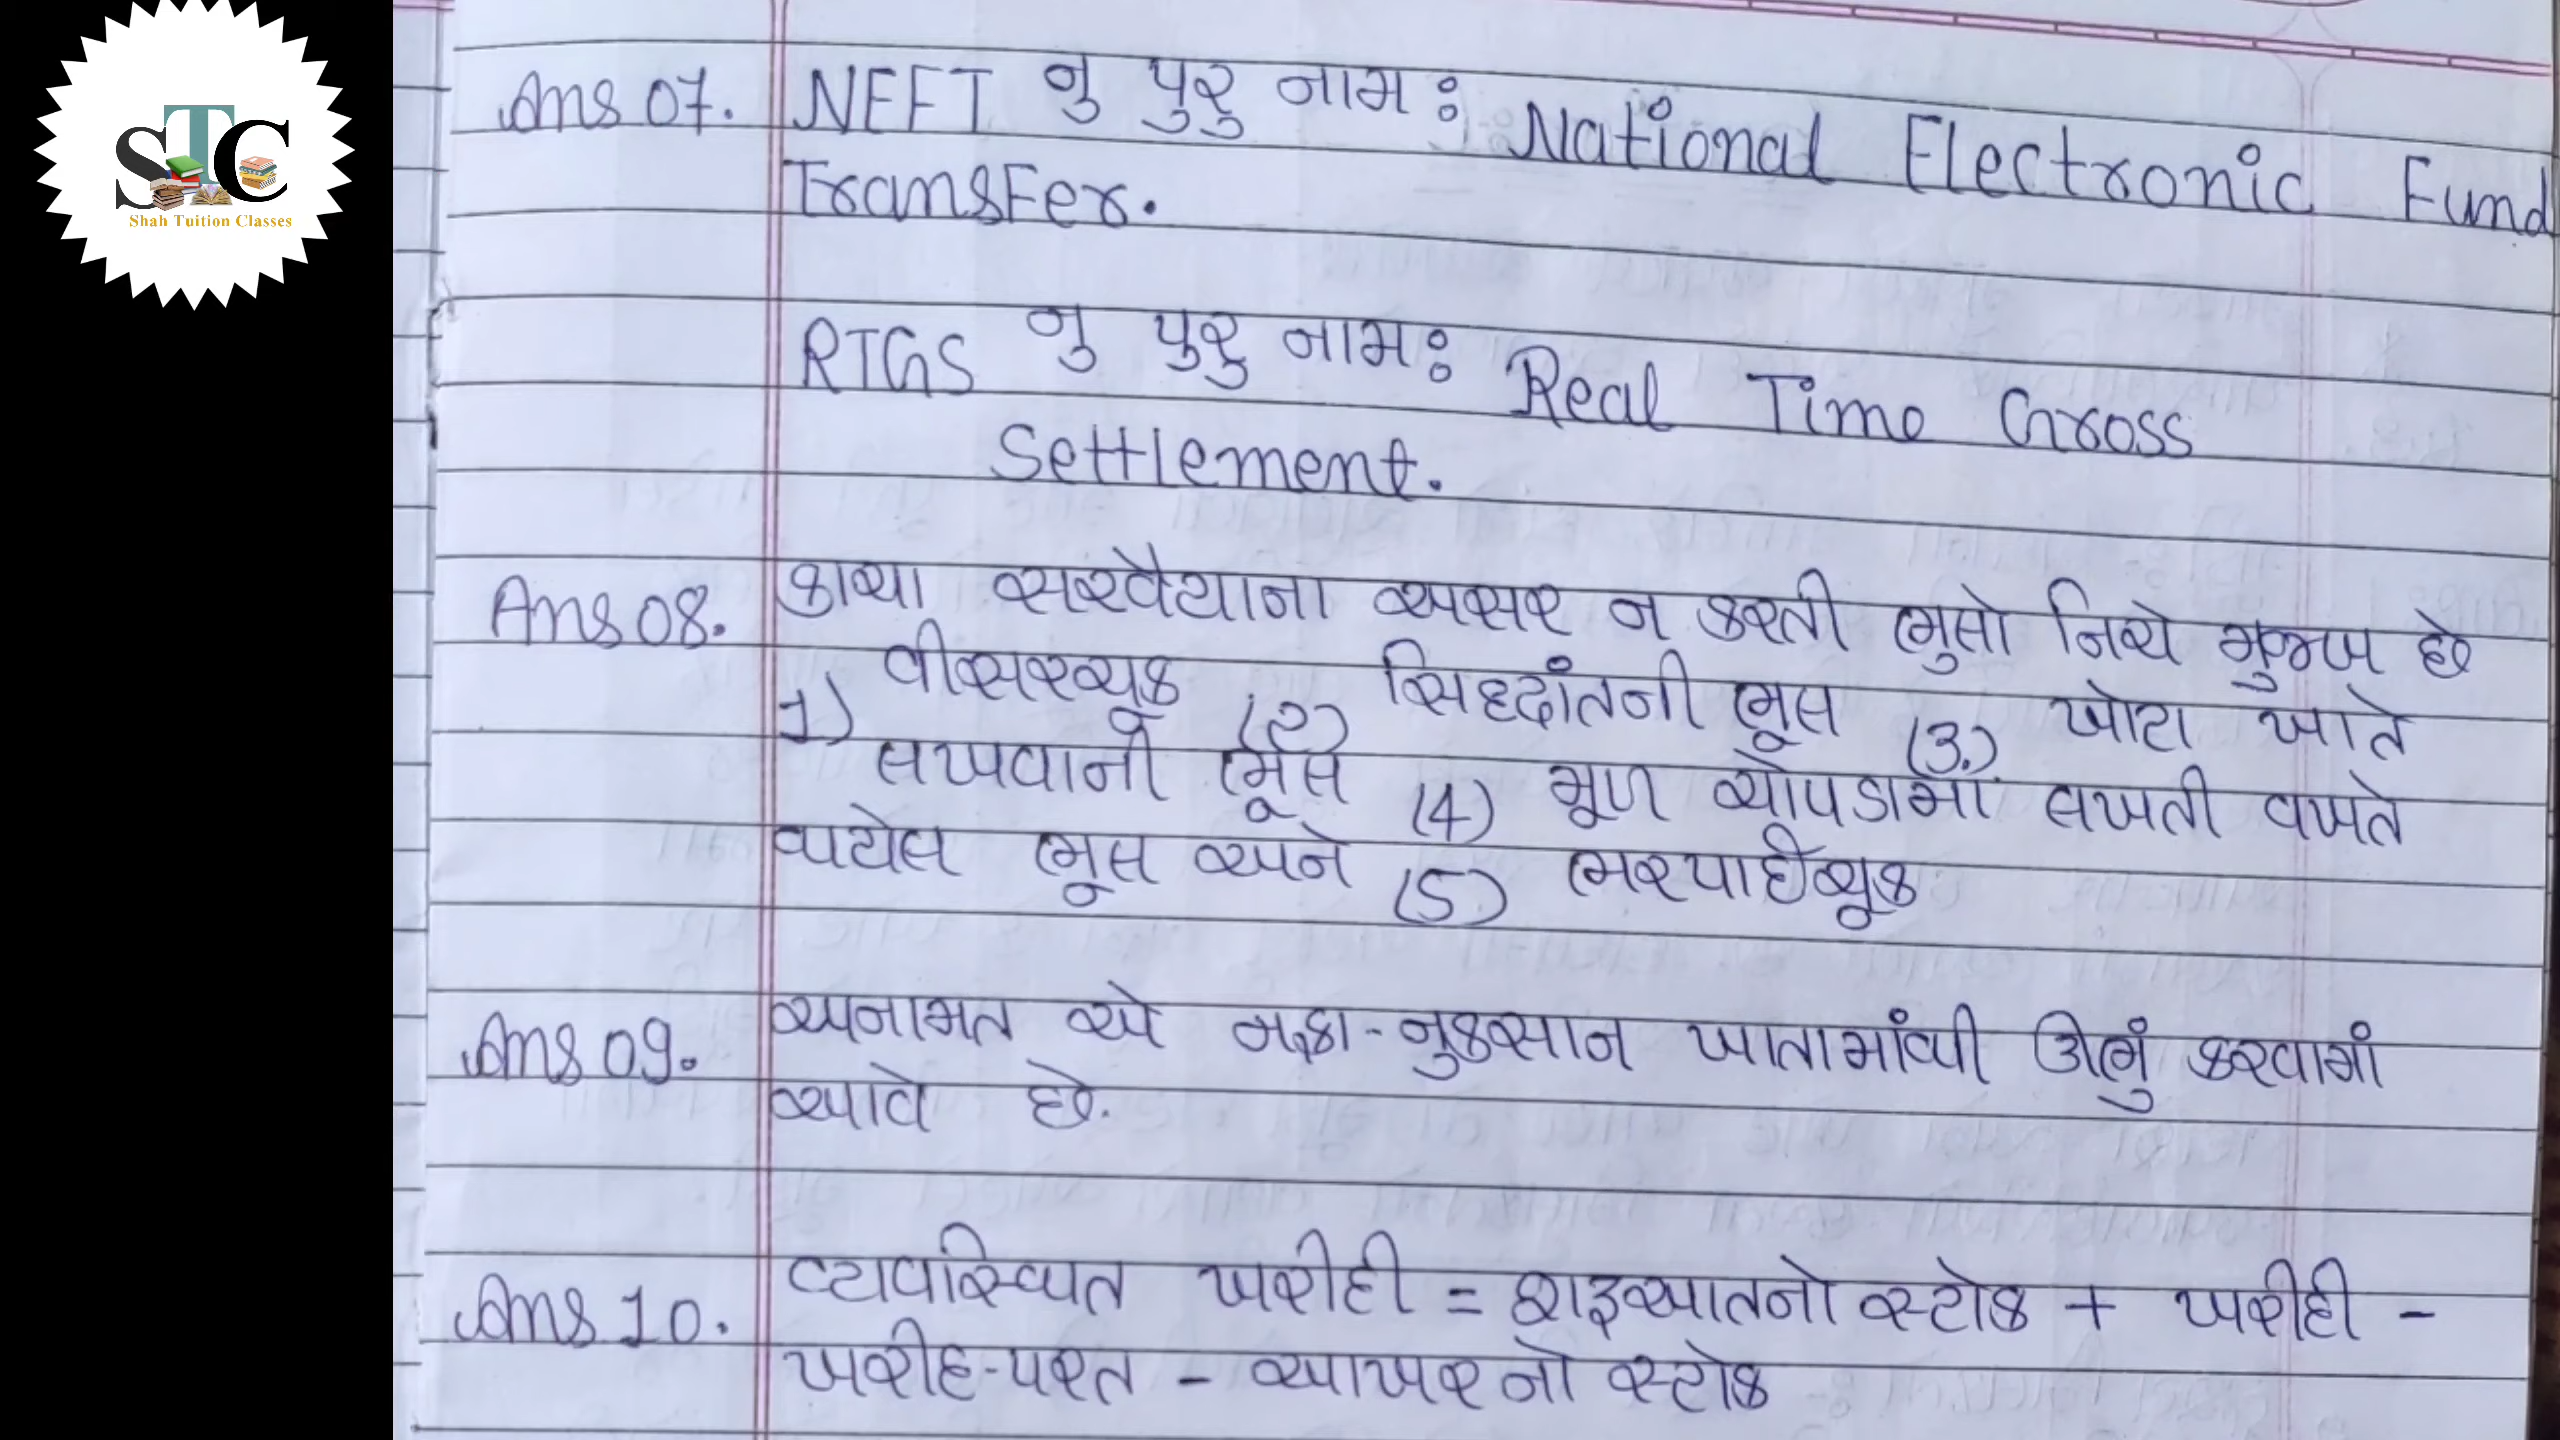 STC
Shah Tuition Classes
Ans 07. NEFT નુ પુરુ નામ : National Electronic Fund
Transfer.
RTGS નુ પુરુ નામ : Real Time Gross
Settlement.
Ans 08. કાચા સરવૈયાના અસર ન કરતી ભુલો નિચે મુજબ છે
1) વીસરચૂક (૨) સિદ્દાંતની ભૂલ (3.) ખોટા ખાતે
લખવાની ભૂલ (4) મૂળ ચોપડામાં લખતી વખતે
થયેલ ભૂલ અને (5) ભરપાઈચૂક
Ans 09. અનામત એ નફા-નુકસાન ખાતામાંથી ઊભું કરવામાં
આવે છે.
Ans 10. વ્યવસ્થિત ખરીદી = શરૂઆતનો સ્ટોક + ખરીદી -
ખરીદ-પરત - આખરનો સ્ટોક